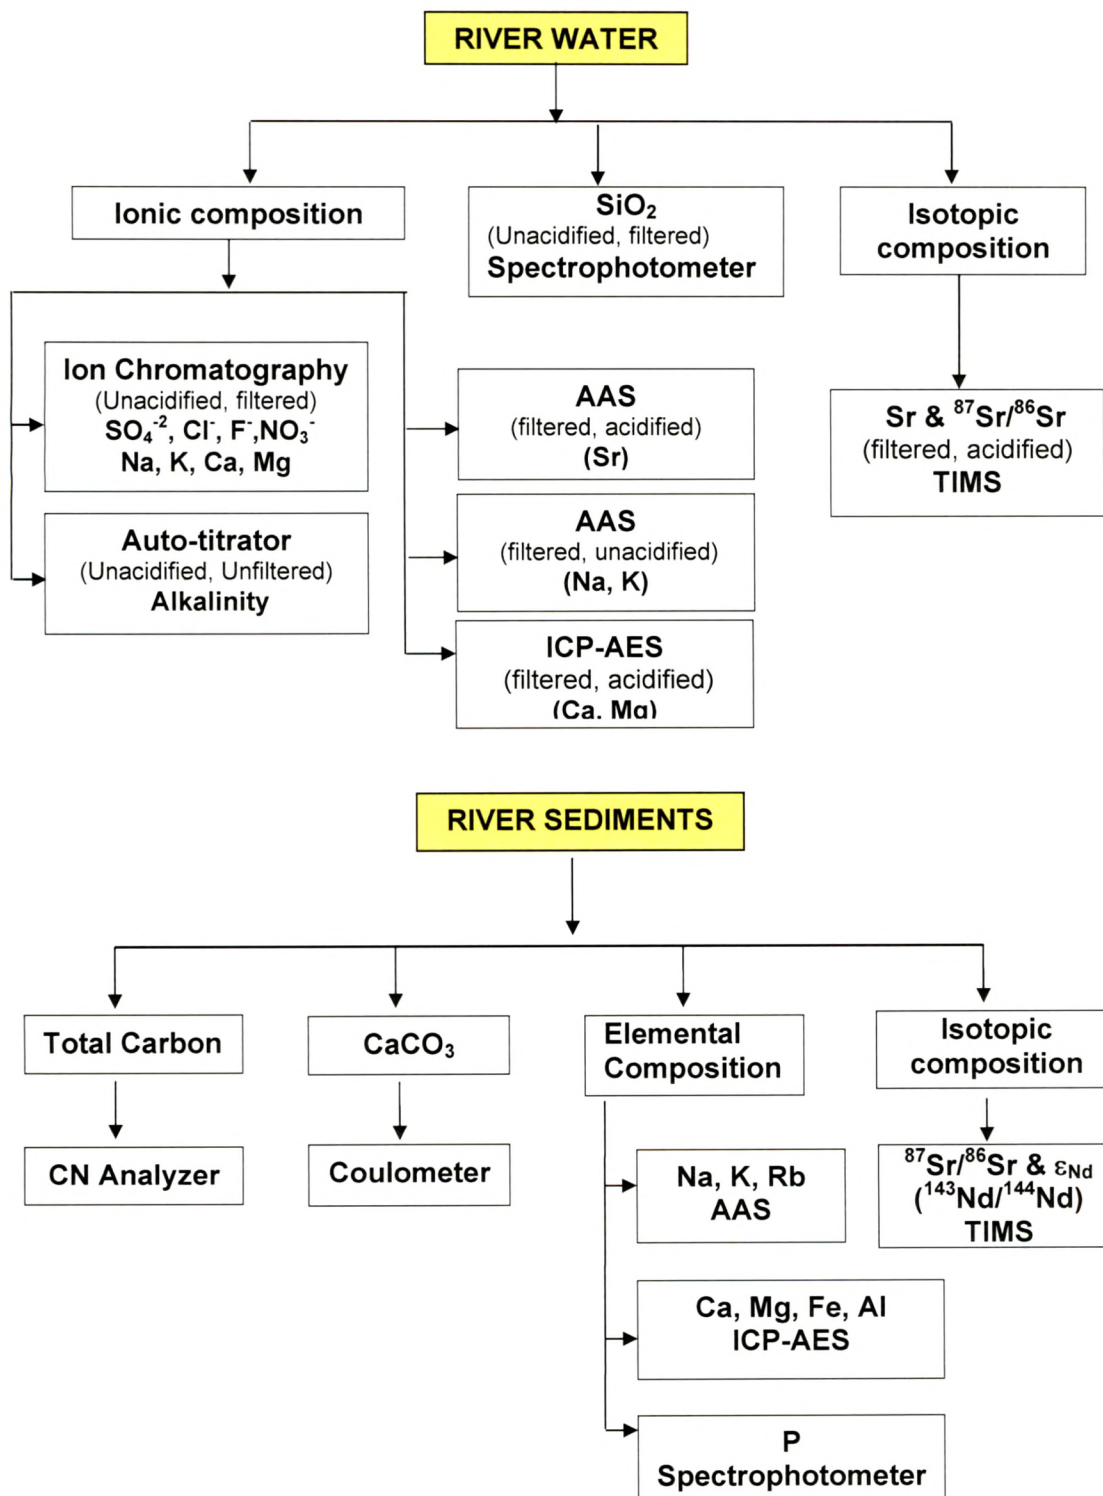 RIVER WATER
Ionic composition
SiO₂
(Unacidified, filtered)
Spectrophotometer
Isotopic
composition
Ion Chromatography
(Unacidified, filtered)
SO₄⁻², Cl⁻, F⁻,NO₃⁻
Na, K, Ca, Mg
Auto-titrator
(Unacidified, Unfiltered)
Alkalinity
AAS
(filtered, acidified)
(Sr)
AAS
(filtered, unacidified)
(Na, K)
ICP-AES
(filtered, acidified)
(Ca, Mg)
Sr & ⁸⁷Sr/⁸⁶Sr
(filtered, acidified)
TIMS
RIVER SEDIMENTS
Total Carbon
CN Analyzer
CaCO₃
Coulometer
Elemental
Composition
Na, K, Rb
AAS
Ca, Mg, Fe, Al
ICP-AES
P
Spectrophotometer
Isotopic
composition
⁸⁷Sr/⁸⁶Sr & εNd
(¹⁴³Nd/¹⁴⁴Nd)
TIMS